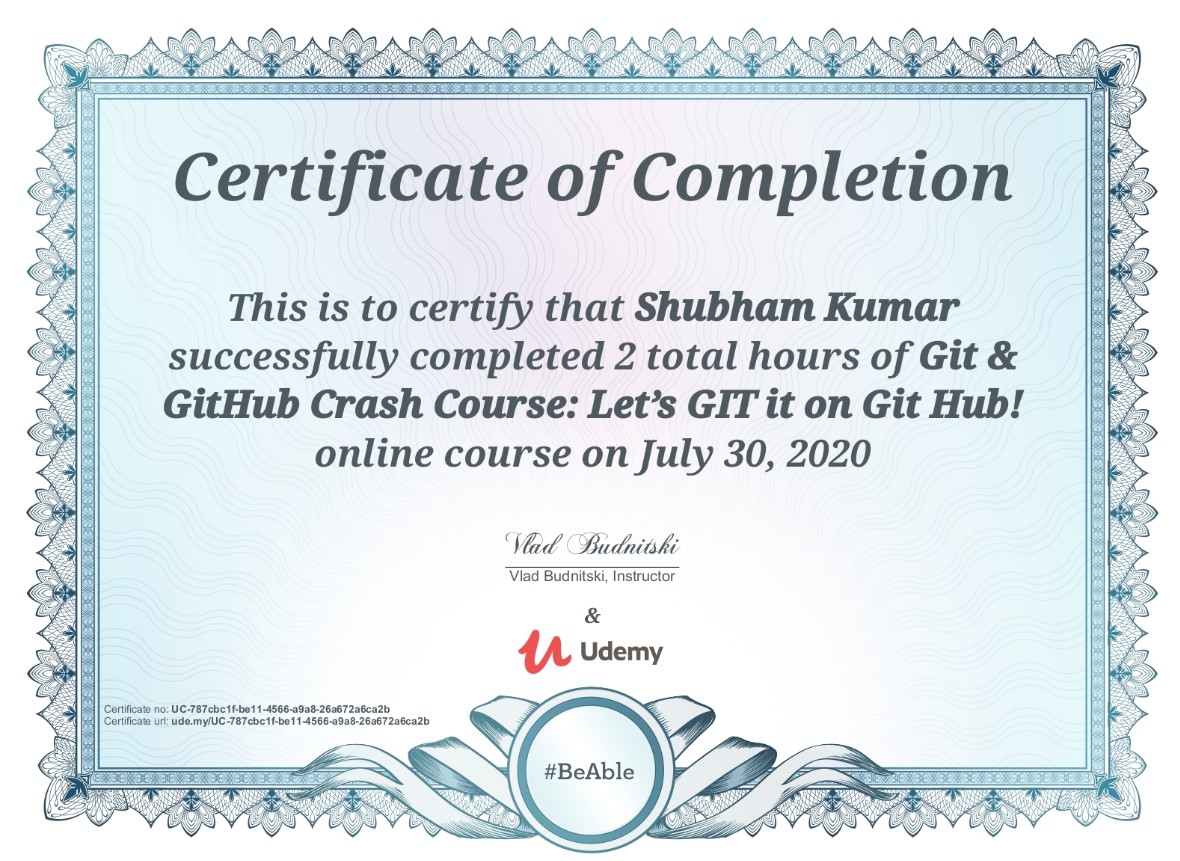 Certificate of Completion
This is to certify that Shubham Kumar
successfully completed 2 total hours of Git &
GitHub Crash Course: Let's GIT it on Git Hub!
online course on July 30, 2020
Vlad Budnitski
Vlad Budnitski, Instructor
&
Udemy
Certificate no: UC-787cbc1f-be11-4566-a9a8-26a672a6ca2b
Certificate url: ude.my/UC-787cbc1f-be11-4566-a9a8-26a672a6ca2b
#BeAble